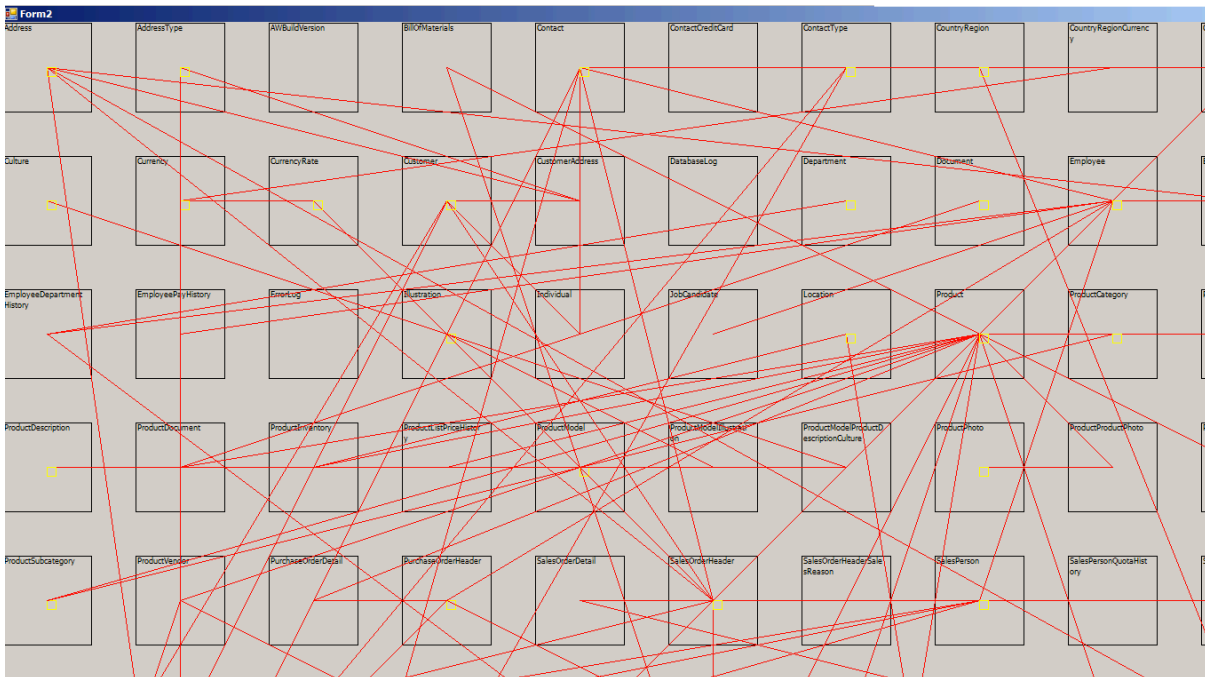 Form2
Address
AddressType
AWBuildVersion
BillOfMaterials
Contact
ContactCreditCard
ContactType
CountryRegion
CountryRegionCurrenc
y
Culture
Currency
CurrencyRate
Customer
CustomerAddress
DatabaseLog
Department
Document
Employee
EmployeeDepartment
History
EmployeePayHistory
ErrorLog
Illustration
Individual
JobCandidate
Location
Product
ProductCategory
ProductDescription
ProductDocument
ProductInventory
ProductListPriceHistor
y
ProductModel
ProductModelIllustrati
on
ProductModelProductD
escriptionCulture
ProductPhoto
ProductProductPhoto
ProductSubcategory
ProductVendor
PurchaseOrderDetail
PurchaseOrderHeader
SalesOrderDetail
SalesOrderHeader
SalesOrderHeaderSale
sReason
SalesPerson
SalesPersonQuotaHist
ory